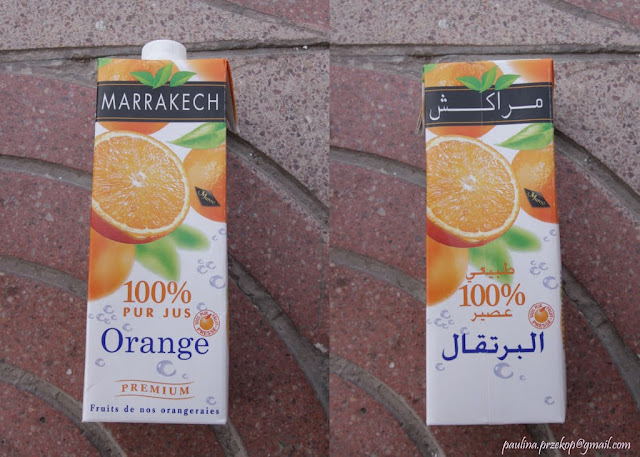 MARRAKECH
100%
PUR JUS
Orange
PREMIUM
Fruits de nos orangeraies
مراكش
طبيعي
100%
عصير
البرتقال
paulina.przekop@gmail.com